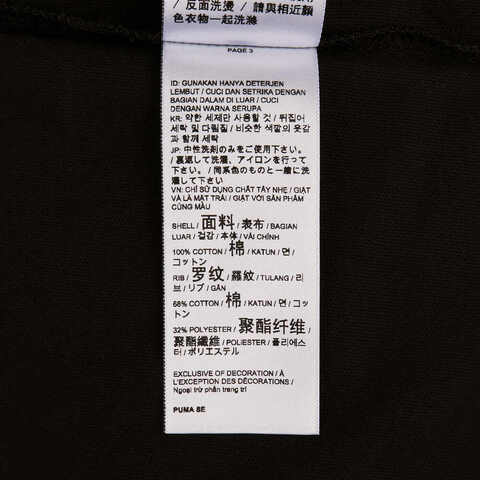 / 反面洗燙 / 請與相近顏
色衣物一起洗滌
PAGE 3
ID: GUNAKAN HANYA DETERJEN
LEMBUT / CUCI DAN SETRIKA DENGAN
BAGIAN DALAM DI LUAR / CUCI
DENGAN WARNA SERUPA
KR: 약한 세제만 사용할 것 / 뒤집어
세탁 및 다림질 / 비슷한 색깔의 옷감
과 함께 세탁
JP: 中性洗剤のみをご使用下さい。
/ 裏返して洗濯、アイロンを行って
下さい。 / 同系色のものと一緒に洗
濯して下さい
VN: CHỈ SỬ DỤNG CHẤT TẨY NHẸ / GIẶT
VÀ LÀ MẶT TRÁI / GIẶT VỚI SẢN PHẨM
CÙNG MÀU
SHELL / 面料 / 表布 / BAGIAN
LUAR / 겉감 / 本体 / VẢI CHÍNH
100% COTTON / 棉 / KATUN / 면 /
コットン
RIB / 罗纹 / 羅紋 / TULANG / 리
브 / リブ / GÂN
68% COTTON / 棉 / KATUN / 면 / コッ
トン
32% POLYESTER / 聚酯纤维 /
聚酯纖維 / POLYESTER / 폴리에스
터 / ポリエステル
EXCLUSIVE OF DECORATION / À
L'EXCEPTION DES DÉCORATIONS /
Ngoại trừ phần trang trí
PUMA SE